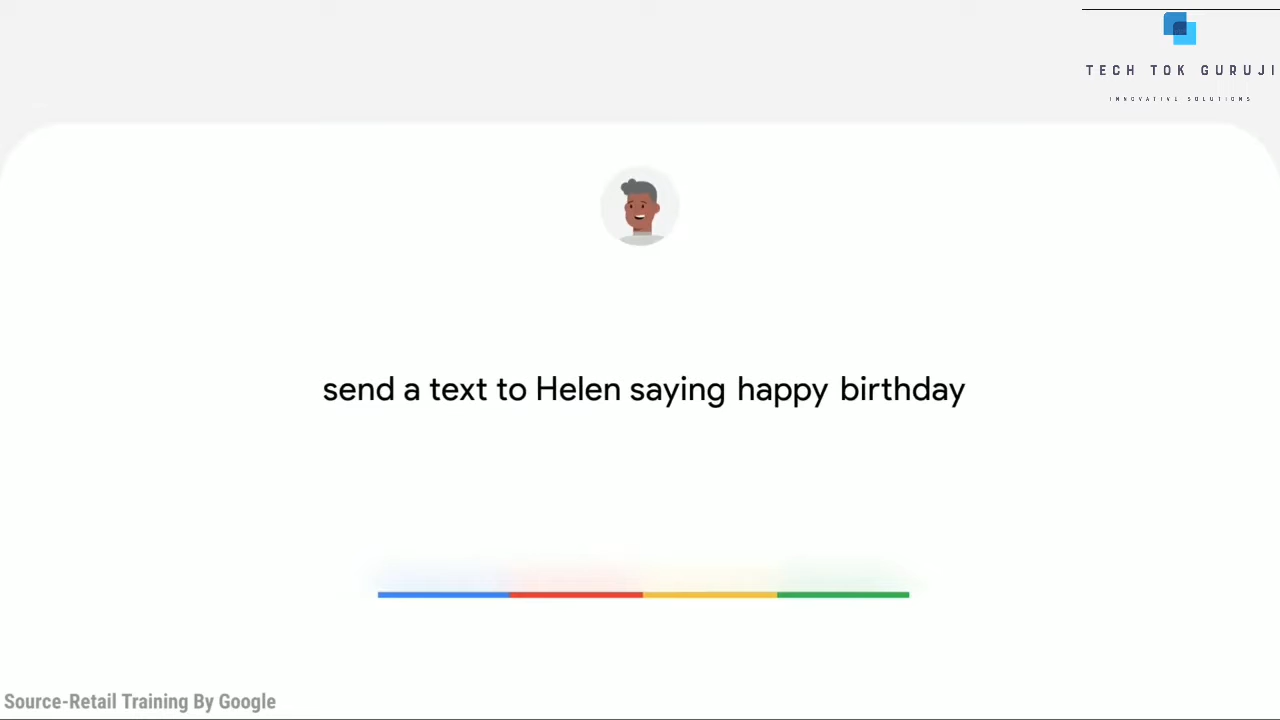 TECH TOK GURUJI
INNOVATIVE SOLUTIONS
send a text to Helen saying happy birthday
Source-Retail Training By Google